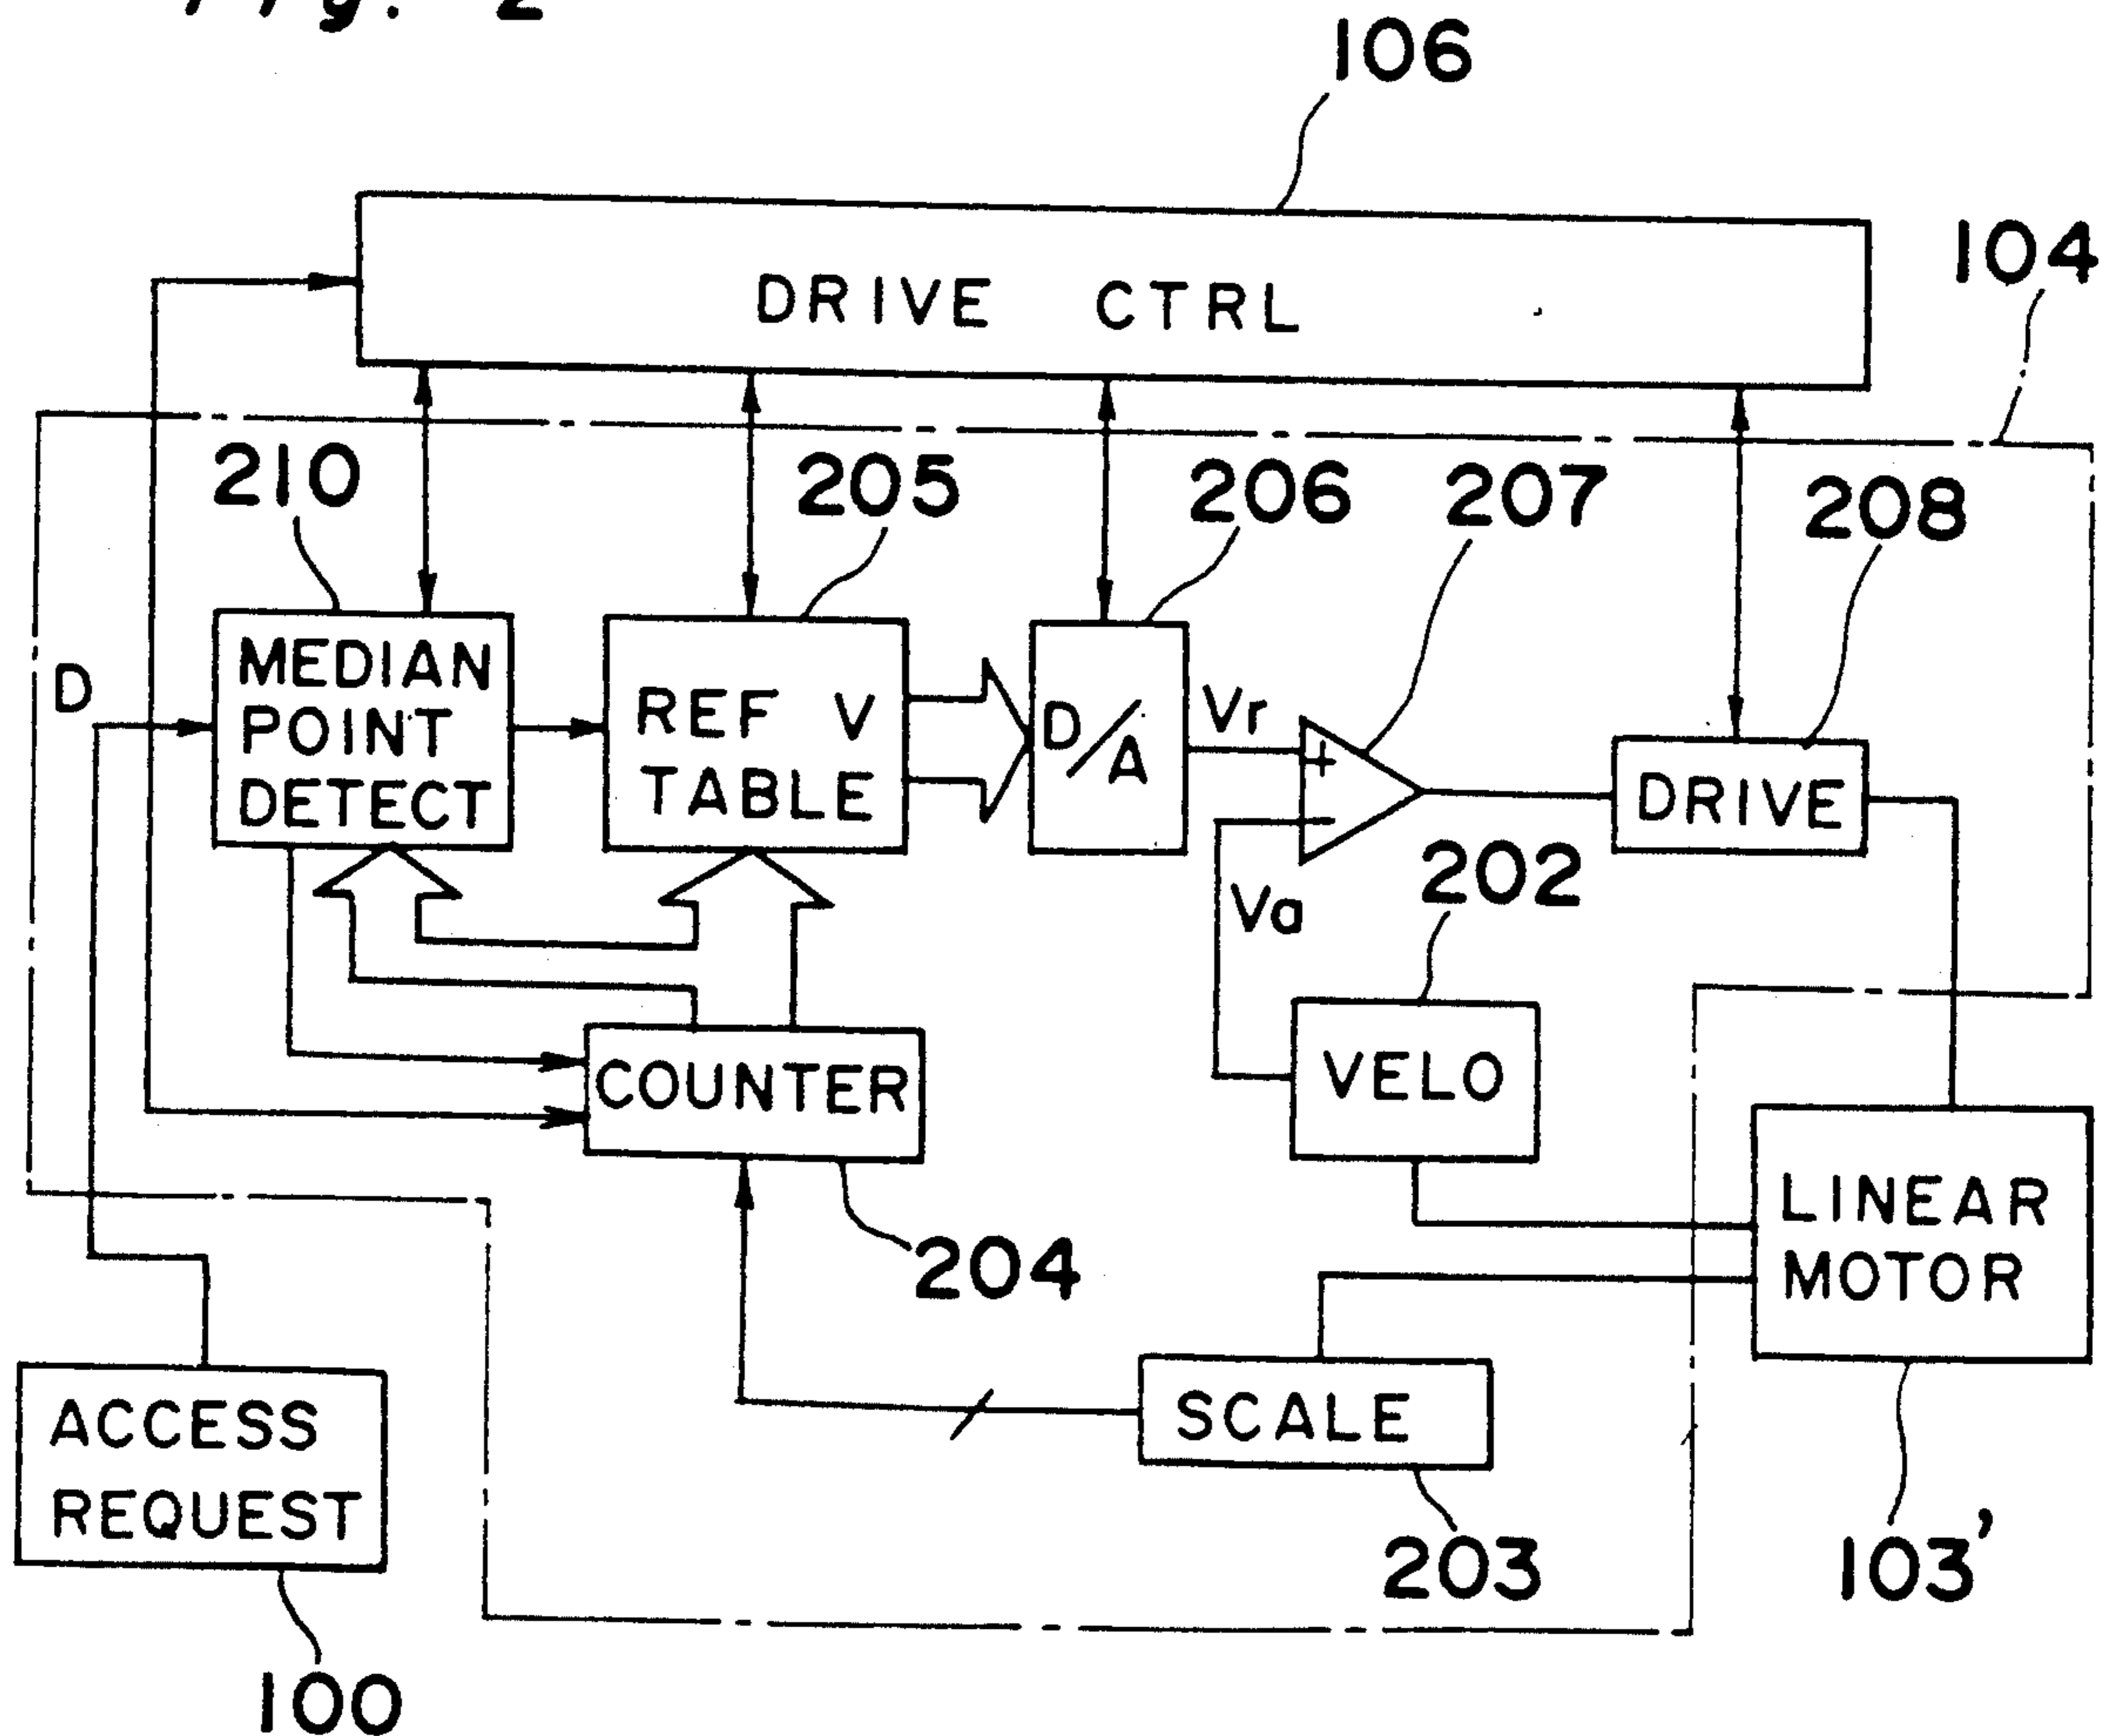 Fig. 2
106
DRIVE CTRL
104
210
205
206
207
208
D
MEDIAN
POINT
DETECT
REF V
TABLE
D/A
Vr
+
−
DRIVE
Va
202
COUNTER
VELO
LINEAR
MOTOR
204
ACCESS
REQUEST
SCALE
203
103'
100